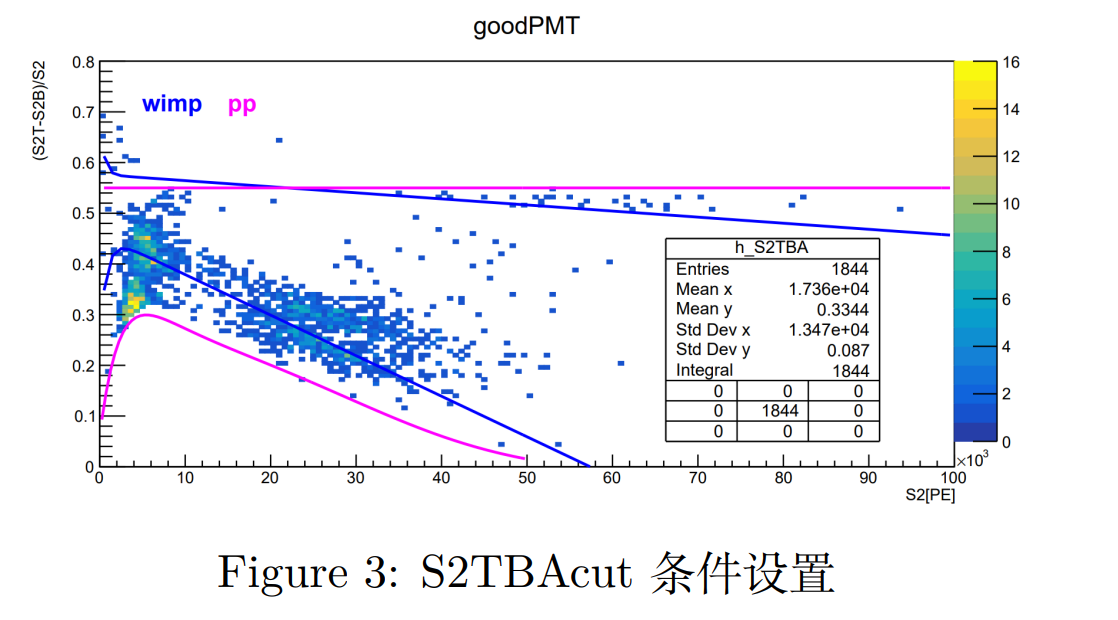 goodPMT
(S2T-S2B)/S2
0.8
0.7
0.6
0.5
0.4
0.3
0.2
0.1
0
wimp pp
16
14
12
10
8
6
4
2
0
h_S2TBA
Entries 1844
Mean x 1.736e+04
Mean y 0.3344
Std Dev x 1.347e+04
Std Dev y 0.087
Integral 1844
0 0 0
0 1844 0
0 0 0
0 10 20 30 40 50 60 70 80 90 100
×10³
S2[PE]
Figure 3: S2TBAcut 条件设置